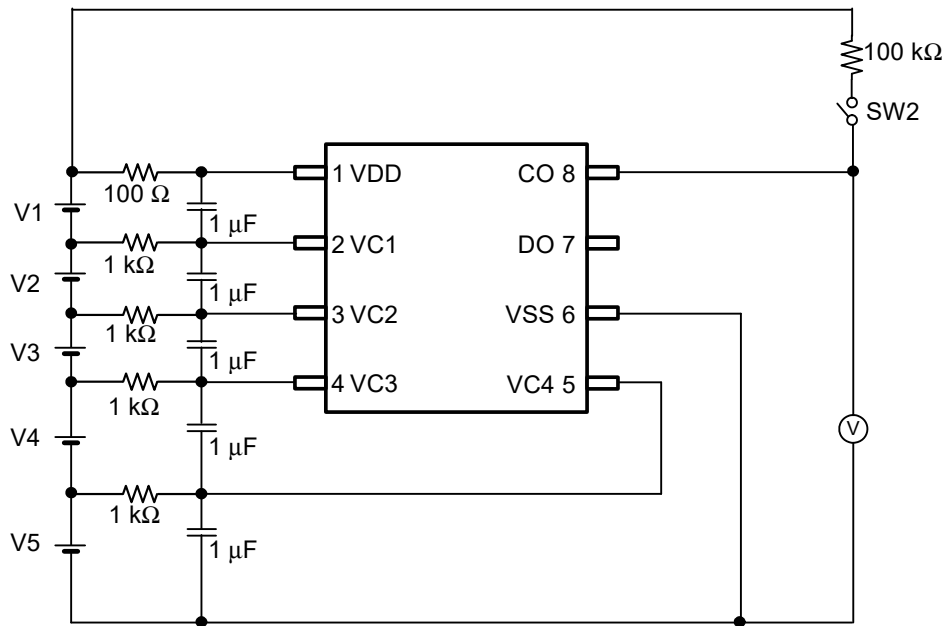 100 kΩ
SW2
1 VDD
CO 8
100 Ω
V1
1 μF
2 VC1
DO 7
1 kΩ
V2
1 μF
3 VC2
VSS 6
1 kΩ
V3
1 μF
4 VC3
VC4 5
1 kΩ
V4
1 μF
V
1 kΩ
V5
1 μF